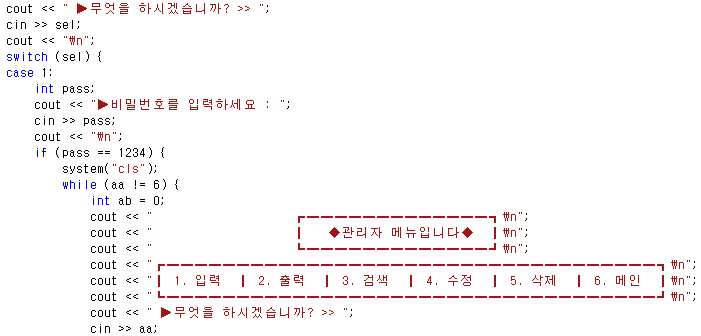 cout << " ▶무엇을 하시겠습니까? >> ";
cin >> sel;
cout << "₩n";
switch (sel) {
case 1:
int pass;
cout << "▶비밀번호를 입력하세요 : ";
cin >> pass;
cout << "₩n";
if (pass == 1234) {
system("cls");
while (aa != 6) {
int ab = 0;
cout << " ┏━━━━━━━━━━━━━┓ ₩n";
cout << " ┃ ◆관리자 메뉴입니다◆ ┃ ₩n";
cout << " ┗━━━━━━━━━━━━━┛ ₩n";
cout << " ┏━━━━━━━━━━━━━━━━━━━━━━━━━━━━━━━━━━━┓ ₩n";
cout << " ┃ 1. 입력 ┃ 2. 출력 ┃ 3. 검색 ┃ 4. 수정 ┃ 5. 삭제 ┃ 6. 메인 ┃ ₩n";
cout << " ┗━━━━━━━━━━━━━━━━━━━━━━━━━━━━━━━━━━━┛ ₩n";
cout << " ▶무엇을 하시겠습니까? >> ";
cin >> aa;